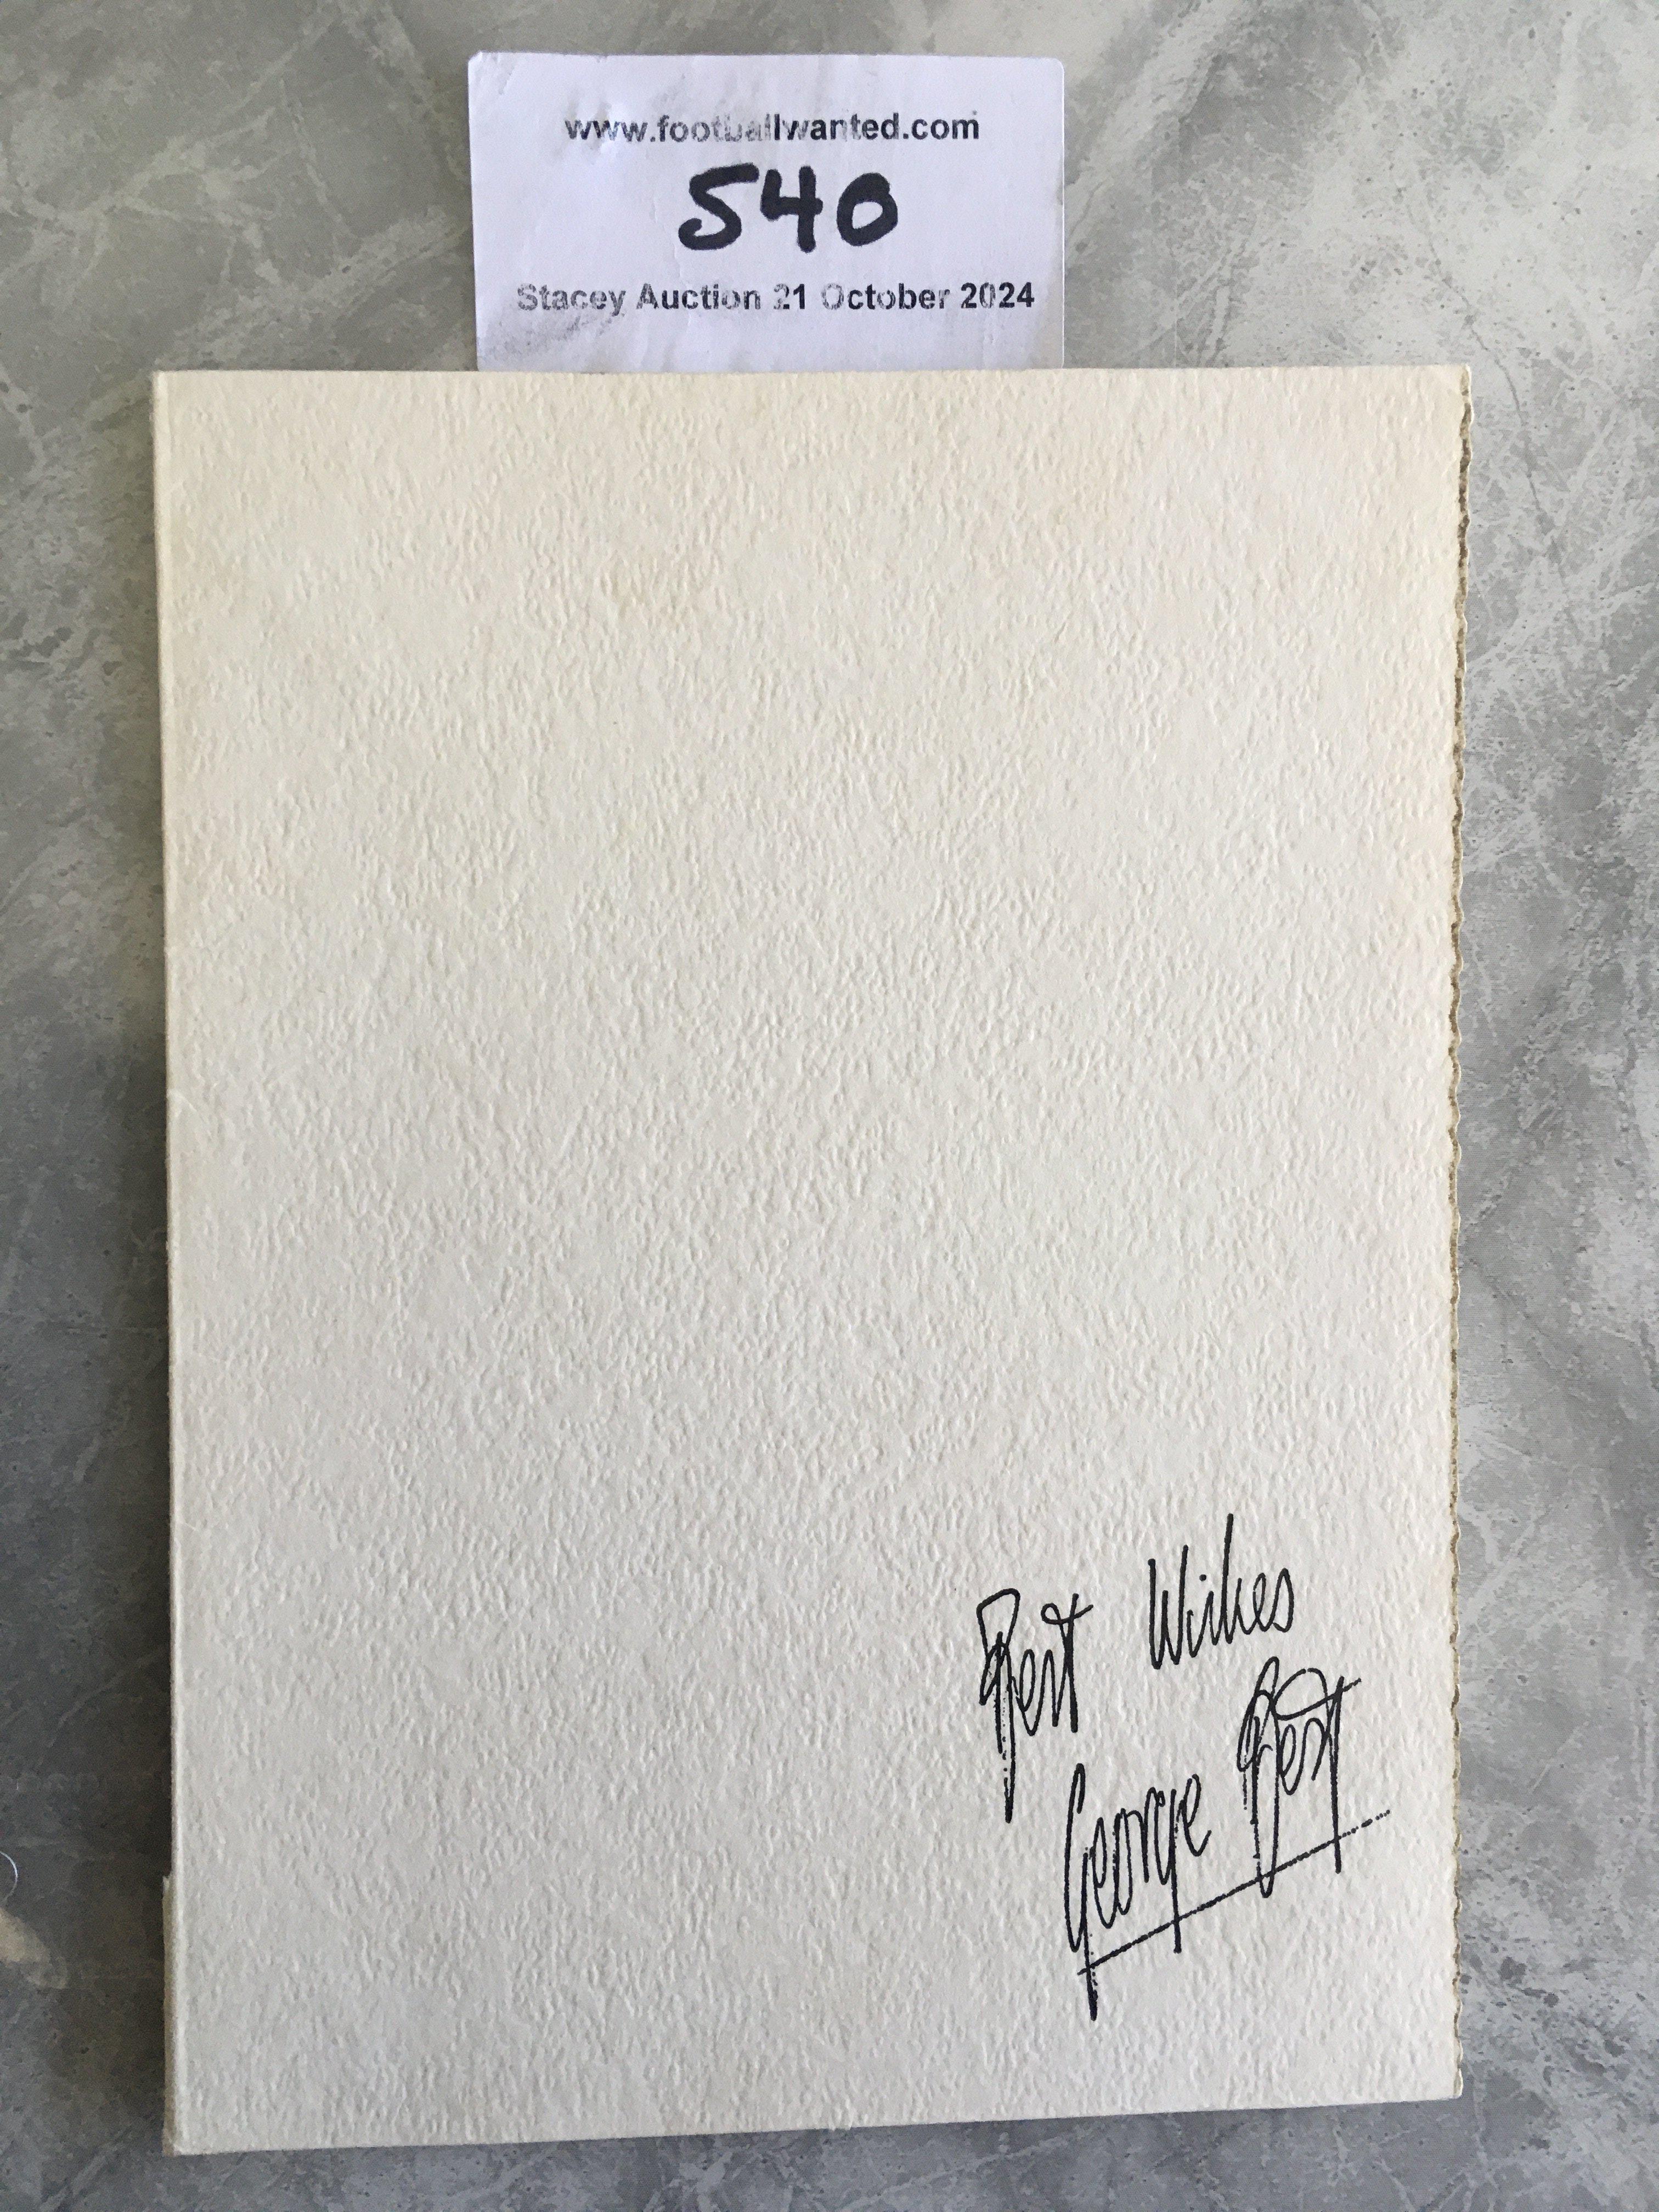 www.footballwanted.com
540
Stacey Auction 21 October 2024
Best Wishes
George Best